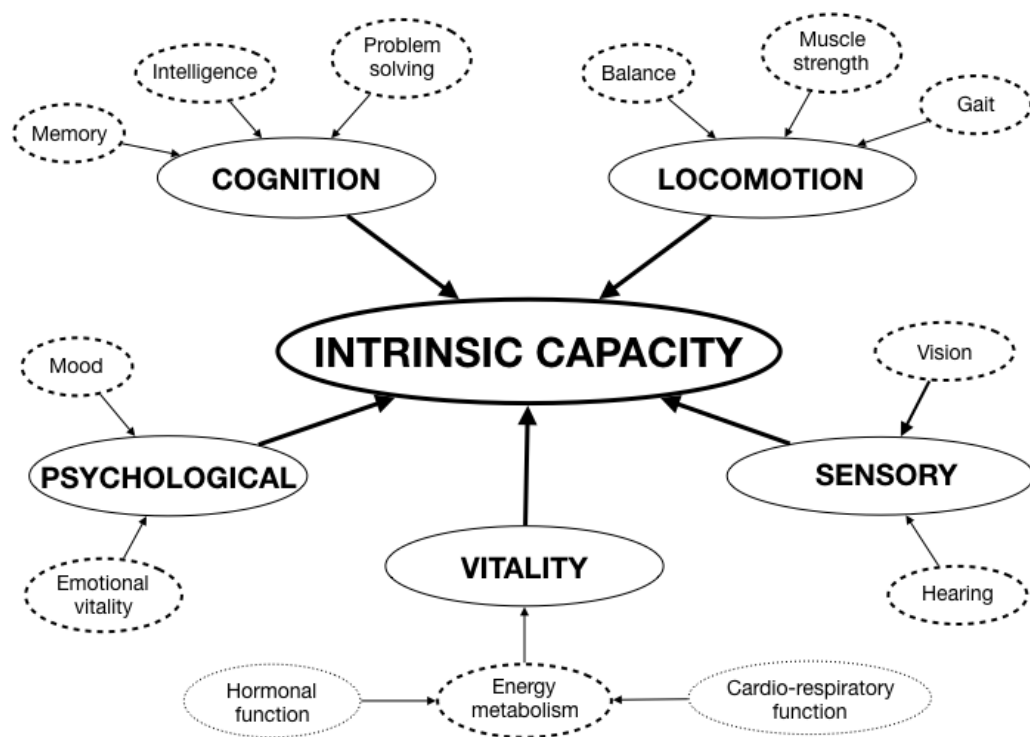 Problem
solving
Intelligence
Memory
COGNITION
Muscle
strength
Balance
Gait
LOCOMOTION
INTRINSIC CAPACITY
Mood
PSYCHOLOGICAL
Emotional
vitality
Vision
SENSORY
Hearing
VITALITY
Hormonal
function
Energy
metabolism
Cardio-respiratory
function